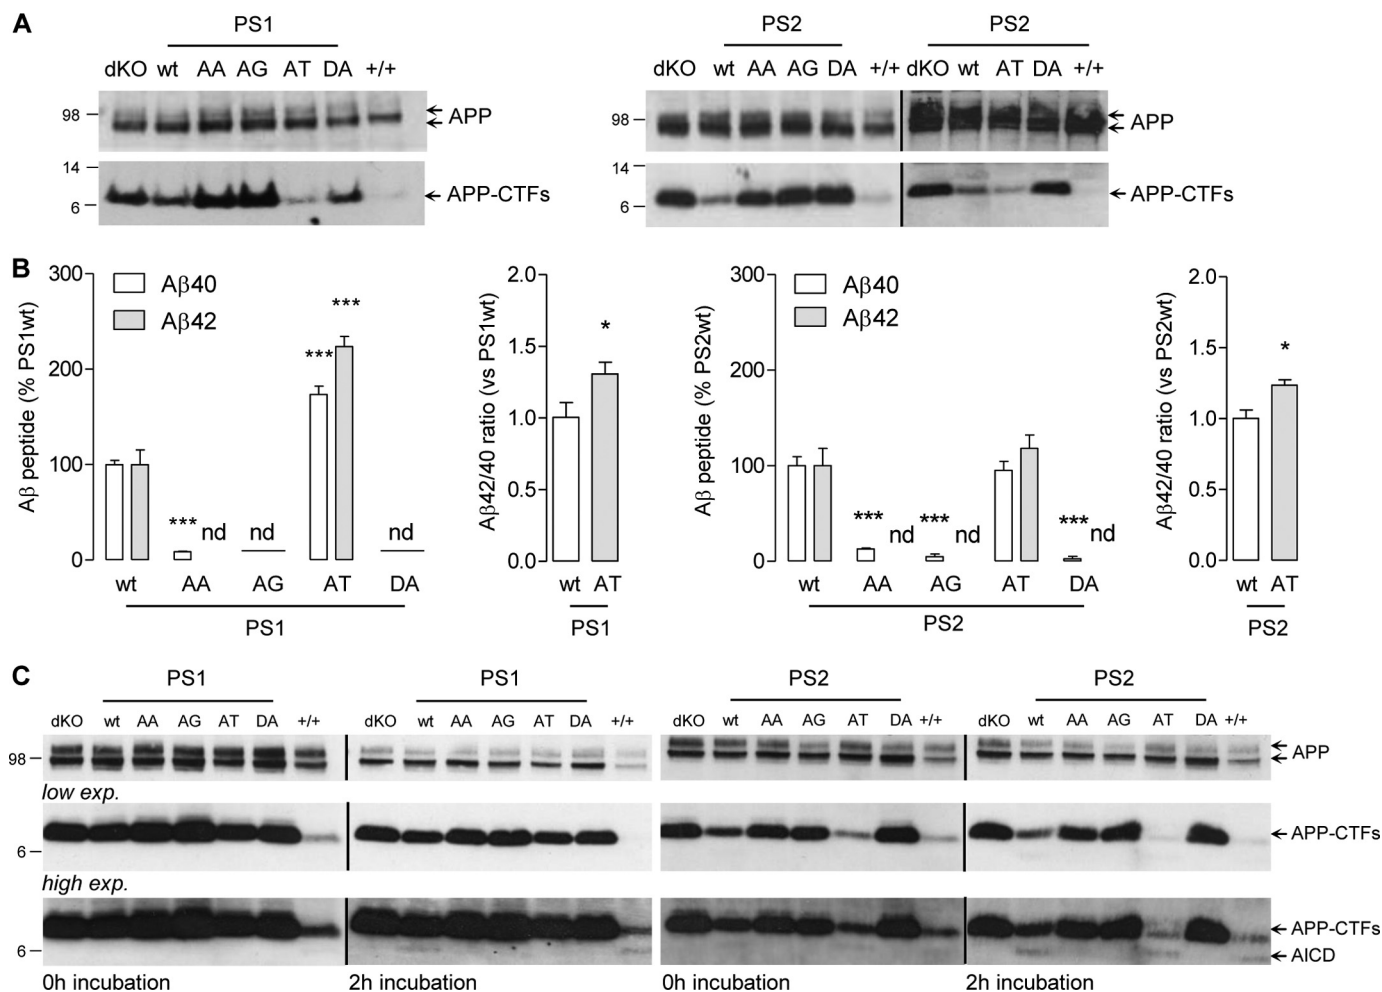 A
PS1
PS2
PS2
dKO wt AA AG AT DA +/+
dKO wt AA AG DA +/+
dKO wt AT DA +/+
98
APP
98
APP
14
6
APP-CTFs
14
6
APP-CTFs
B
Aβ peptide (% PS1wt)
300
200
100
0
Aβ40
Aβ42
***
nd
nd
***
***
nd
wt AA AG AT DA
PS1
Aβ42/40 ratio (vs PS1wt)
2.0
1.5
1.0
0.5
0.0
*
wt AT
PS1
Aβ peptide (% PS2wt)
300
200
100
0
Aβ40
Aβ42
***
nd
***
nd
***
nd
wt AA AG AT DA
PS2
Aβ42/40 ratio (vs PS2wt)
2.0
1.5
1.0
0.5
0.0
*
wt AT
PS2
C
PS1
PS1
PS2
PS2
dKO wt AA AG AT DA +/+
dKO wt AA AG AT DA +/+
dKO wt AA AG AT DA +/+
dKO wt AA AG AT DA +/+
98
APP
low exp.
6
APP-CTFs
high exp.
6
APP-CTFs
AICD
0h incubation
2h incubation
0h incubation
2h incubation